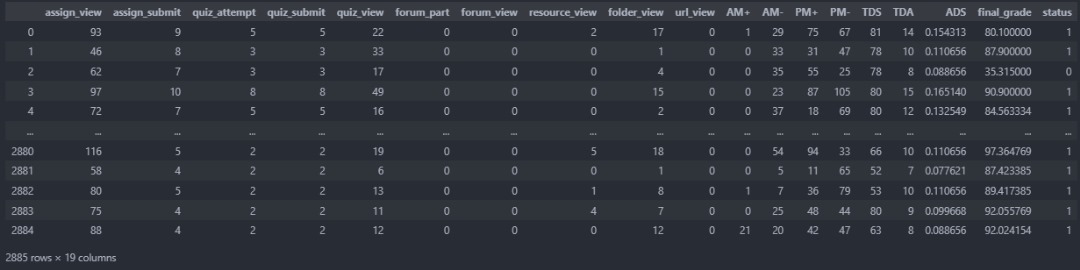 assign_view assign_submit quiz_attempt quiz_submit quiz_view forum_part forum_view resource_view folder_view url_view AM+ AM- PM+ PM- TDS TDA ADS final_grade status
0 93 9 5 5 22 0 0 2 17 0 1 29 75 67 81 14 0.154313 80.100000 1
1 46 8 3 3 33 0 0 0 1 0 0 33 31 47 78 10 0.110656 87.900000 1
2 62 7 3 3 17 0 0 0 4 0 0 35 55 25 78 8 0.088656 35.315000 0
3 97 10 8 8 49 0 0 0 15 0 0 23 87 105 80 15 0.165140 90.900000 1
4 72 7 5 5 16 0 0 0 2 0 0 37 18 69 80 12 0.132549 84.563334 1
... ... ... ... ... ... ... ... ... ... ... ... ... ... ... ... ... ... ... ...
2880 116 5 2 2 19 0 0 5 18 0 0 54 94 33 66 10 0.110656 97.364769 1
2881 58 4 2 2 6 0 0 0 1 0 0 5 11 65 52 7 0.077621 87.423385 1
2882 80 5 2 2 13 0 0 1 8 0 1 7 36 79 53 10 0.110656 89.417385 1
2883 75 4 2 2 11 0 0 4 7 0 0 25 48 44 80 9 0.099668 92.055769 1
2884 88 4 2 2 12 0 0 0 12 0 21 20 42 47 63 8 0.088656 92.024154 1
2885 rows × 19 columns